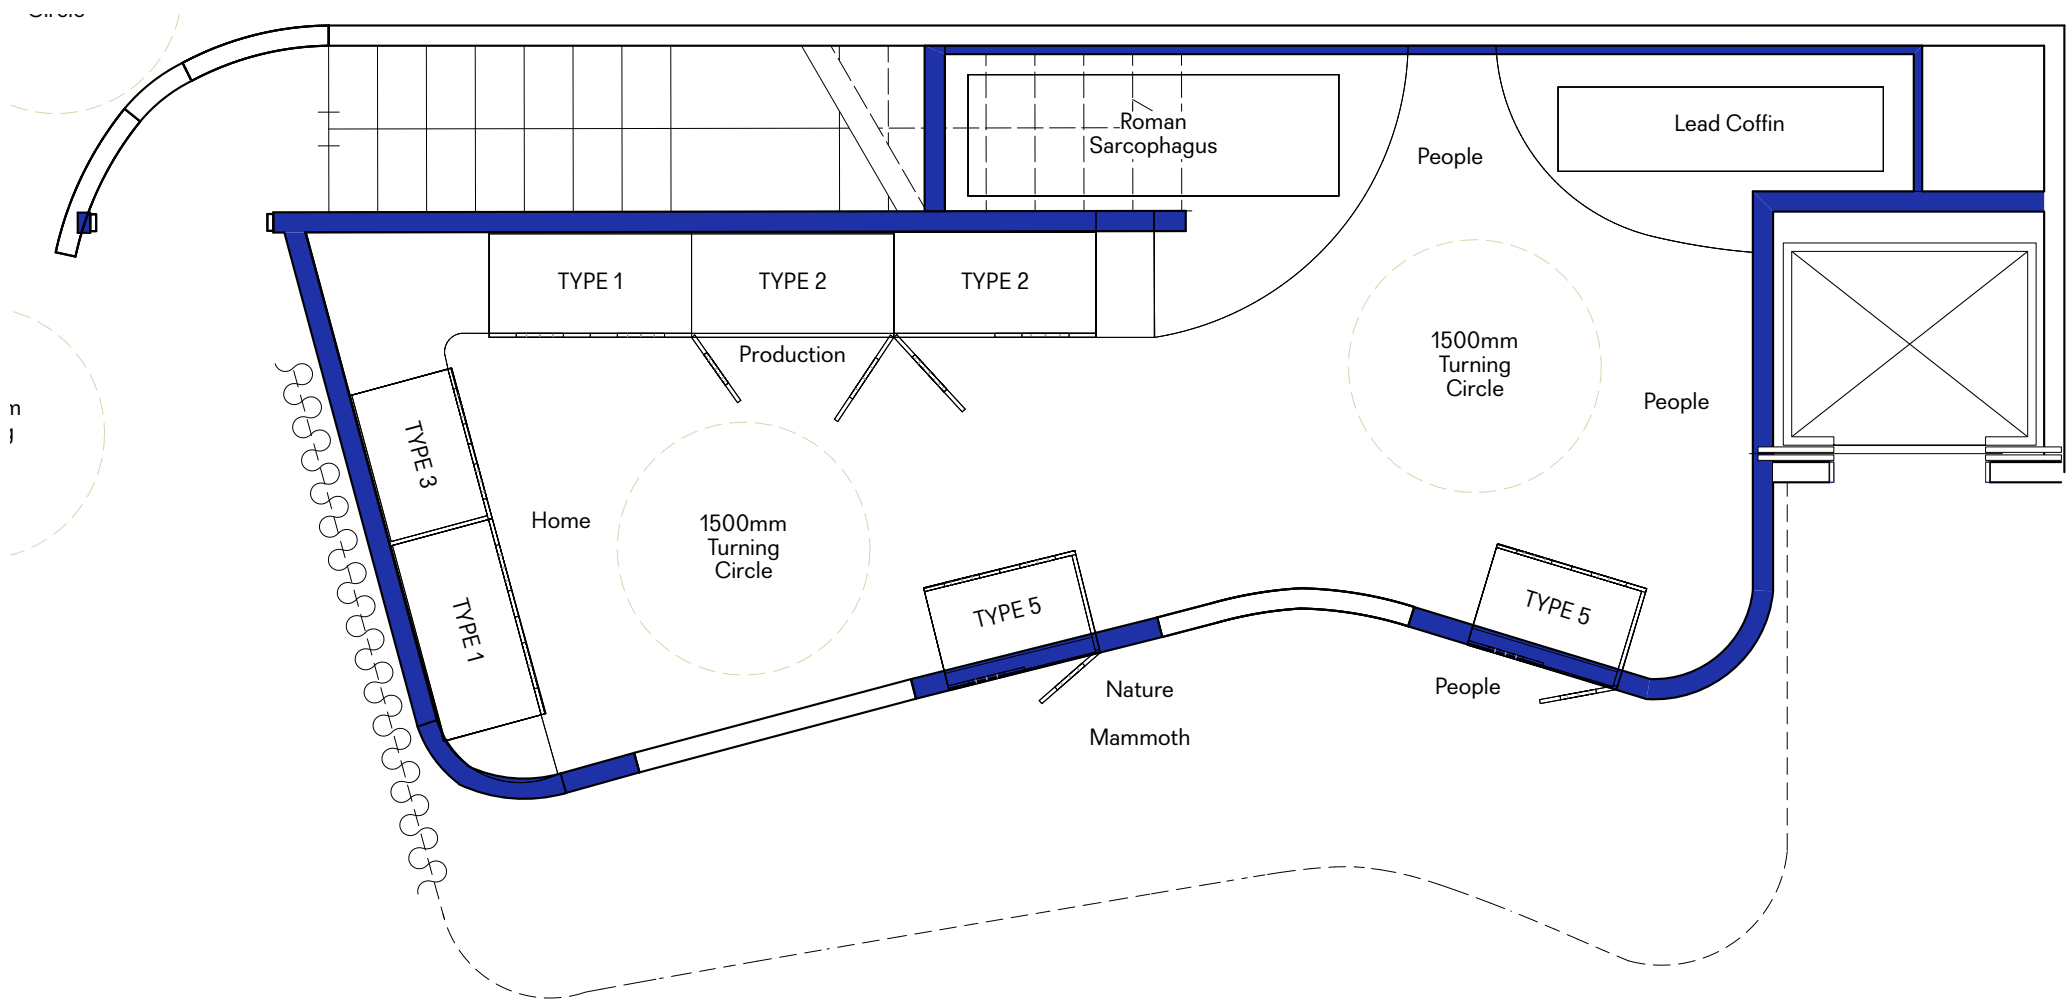 Roman
Sarcophagus
Lead Coffin
People
TYPE 1
TYPE 2
TYPE 2
Production
1500mm
Turning
Circle
People
TYPE 3
Home
1500mm
Turning
Circle
TYPE 1
TYPE 5
TYPE 5
Nature
People
Mammoth